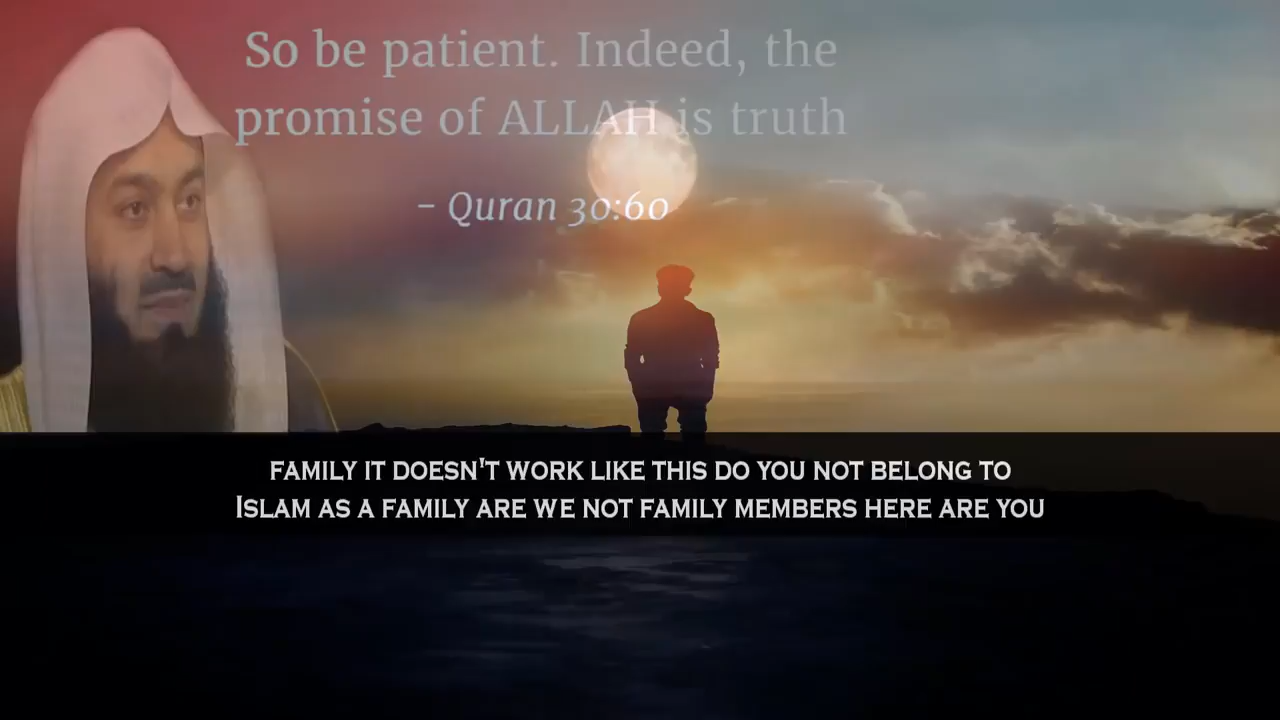 So be patient. Indeed, the
promise of ALLAH is truth
– Quran 30:60
FAMILY IT DOESN'T WORK LIKE THIS DO YOU NOT BELONG TO
ISLAM AS A FAMILY ARE WE NOT FAMILY MEMBERS HERE ARE YOU